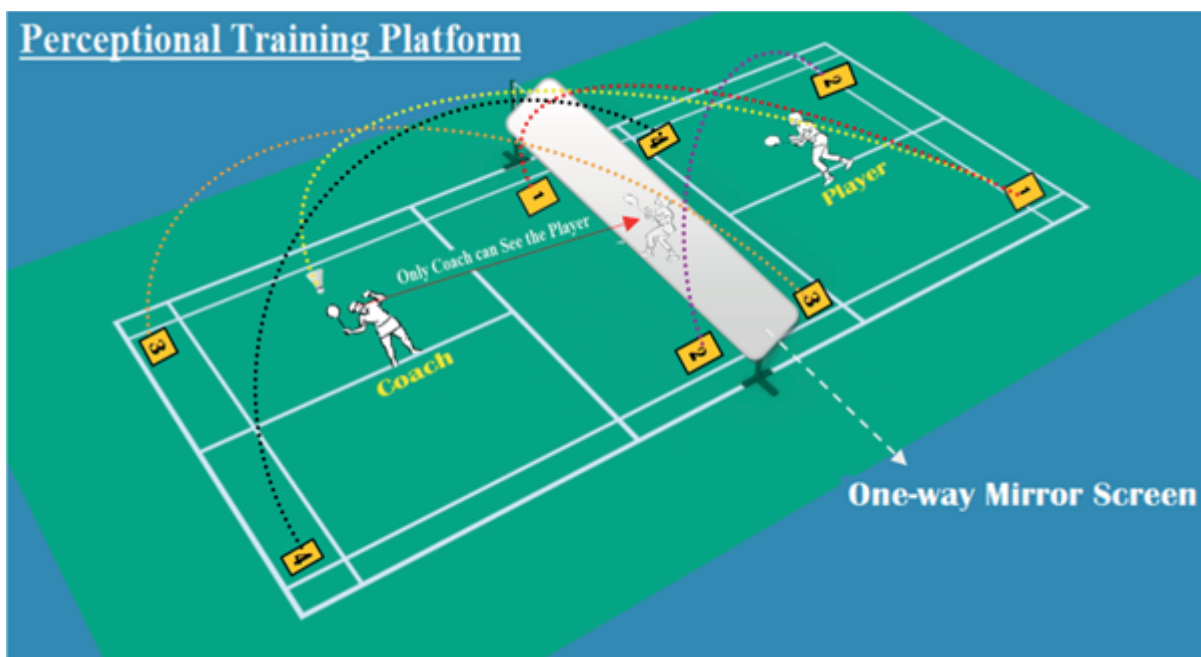 Perceptional Training Platform
2
4
Player
1
1
Only Coach can See the Player
3
3
Coach
2
4
One-way Mirror Screen